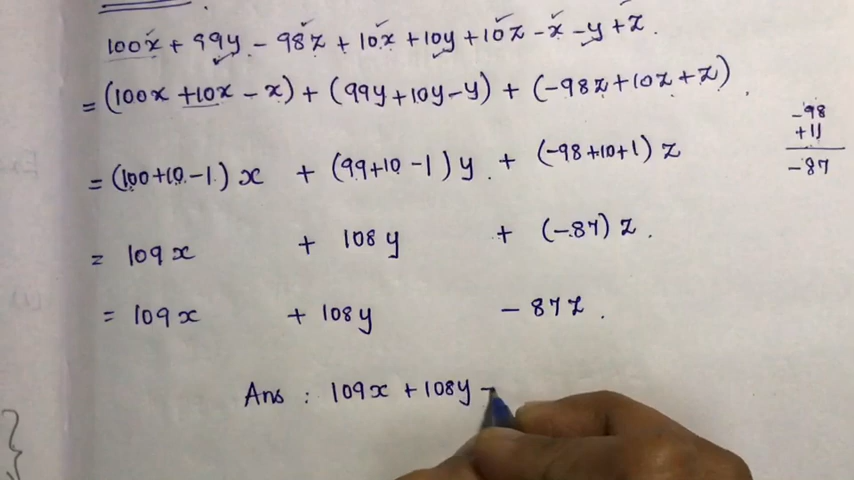 100x + 99y - 98z + 10x + 10y + 10z - x - y + z.
= (100x + 10x - x) + (99y + 10y - y) + (-98z + 10z + z).
= (100+10-1)x + (99+10-1)y + (-98+10+1)z
-98
+11
-87
= 109x + 108y + (-87)z.
= 109x + 108y - 87z.
Ans : 109x + 108y -